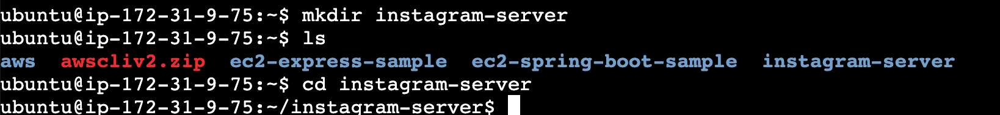 ubuntu@ip-172-31-9-75:~$ mkdir instagram-server
ubuntu@ip-172-31-9-75:~$ ls
aws  awscliv2.zip  ec2-express-sample  ec2-spring-boot-sample  instagram-server
ubuntu@ip-172-31-9-75:~$ cd instagram-server
ubuntu@ip-172-31-9-75:~/instagram-server$